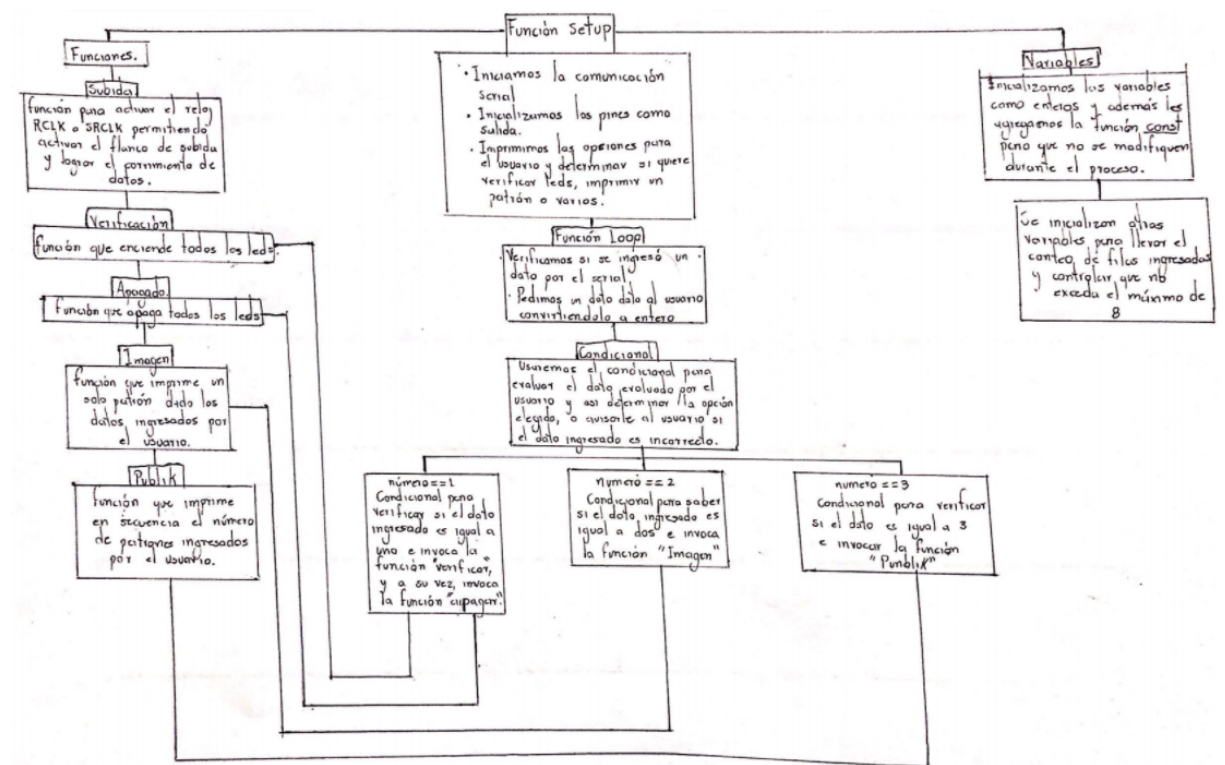 Función Setup
Funciones.
Subida
función para activar el reloj
RCLK o SRCLK permitiendo
activar el flanco de subida
y lograr el corrimiento de
datos.
Verificación
función que enciende todos los leds.
Apagado
Función que apaga todos los leds
Imagen
función que imprime un
solo patrón dado los
datos ingresados por
el usuario.
Publik
función que imprime
en secuencia el número
de patrones ingresados
por el usuario.
• Iniciamos la comunicación
serial
• Inicializamos los pines como
salida.
• Imprimimos las opciones para
el usuario y determinar si quiere
verificar leds, imprimir un
patrón o varios.
Función Loop
· Verificamos si se ingresó un
dato por el serial
· Pedimos un dato dato al usuario
convirtiéndolo a entero
Condicional
Usaremos el condicional para
evaluar el dato evaluado por el
usuario y asi determinar la opción
elegida, o avisarle al usuario si
el dato ingresado es incorrecto.
número==1
Condicional para
verificar si el dato
ingresado es igual a
uno e invoca la
función "verificar",
y a su vez, invoca
la función "apagar".
numero == 2
Condicional para saber
si el dato ingresado es
igual a dos e invoca
la función "Imagen"
numero ==3
Condicional para verificar
si el dato es igual a 3
e invocar la función
"Punblik"
Variables
Inicializamos las variables
como enteras y además les
agregamos la función const
para que no se modifiquen
durante el proceso.
Se inicializan otras
variables para llevar el
conteo de filas ingresadas
y controlar que no
exceda el máximo de
8